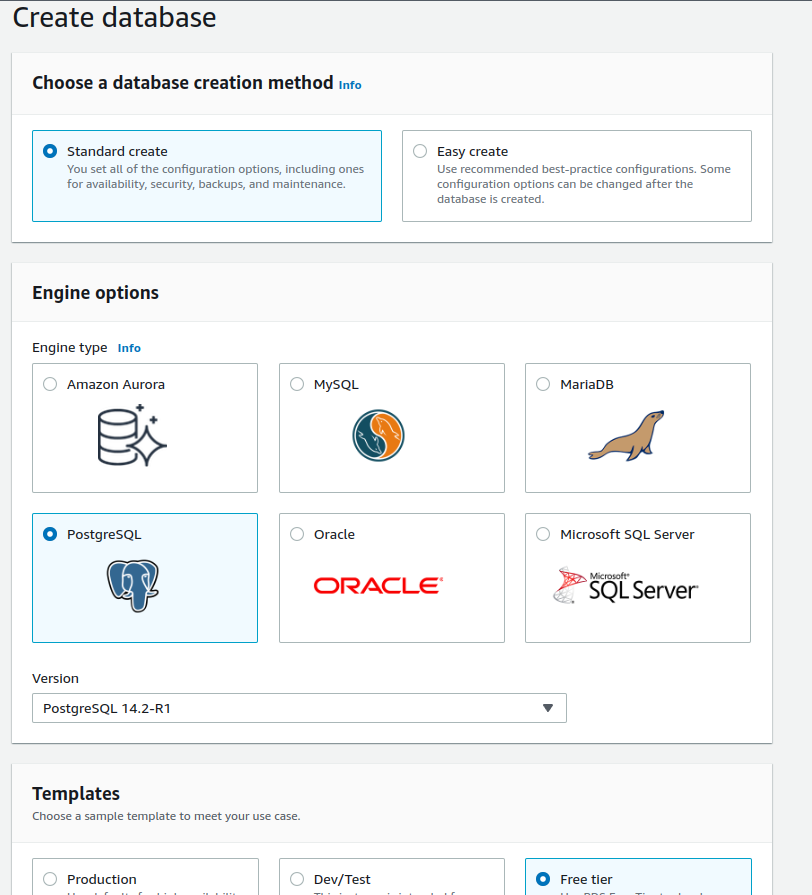 Create database
Choose a database creation method Info
Standard create
You set all of the configuration options, including ones
for availability, security, backups, and maintenance.
Easy create
Use recommended best-practice configurations. Some
configuration options can be changed after the
database is created.
Engine options
Engine type Info
Amazon Aurora
MySQL
MariaDB
PostgreSQL
Oracle
ORACLE
Microsoft SQL Server
Microsoft
SQL Server
Version
PostgreSQL 14.2-R1
Templates
Choose a sample template to meet your use case.
Production
Dev/Test
Free tier